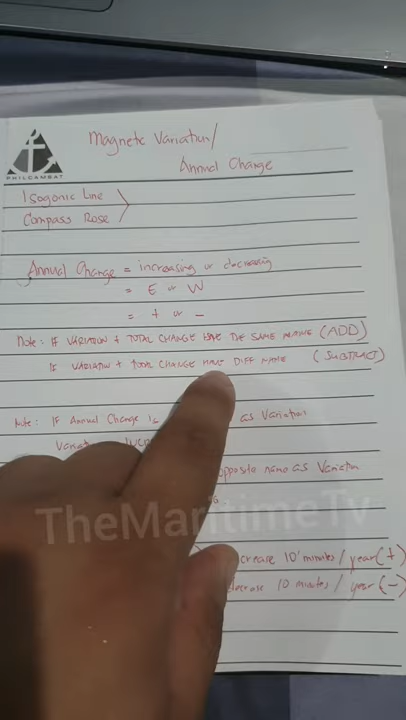 PHILCAMSAT
Magnetic Variation/
Annual Change
Isogonic Line
Compass Rose
Annual Change = increasing or decreasing
= E or W
= + or -
Note: IF VARIATION + TOTAL CHANGE HAVE THE SAME NAME (ADD)
IF VARIATION + TOTAL CHANGE HAVE DIFF NAME (SUBTRACT)
Note: IF Annual Change is as Variation
opposite name as Variation
TheMaritimeTv
crease 10' minutes / year (+)
decrease 10 minutes / year (-)